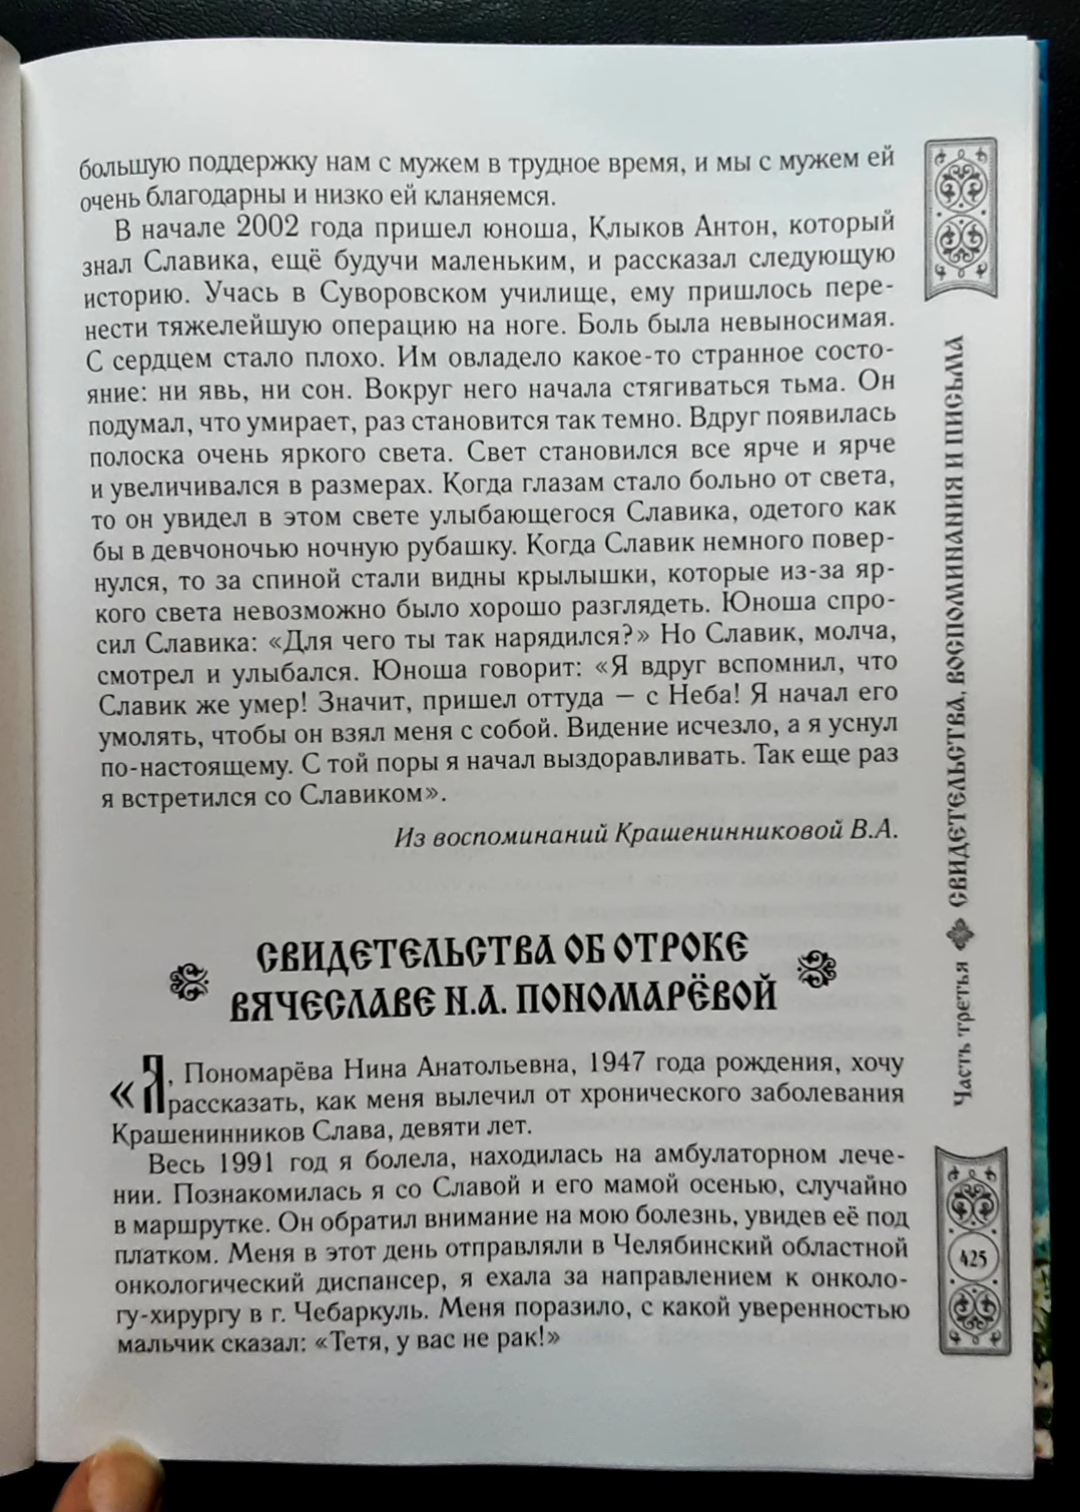 большую поддержку нам с мужем в трудное время, и мы с мужем ей
очень благодарны и низко ей кланяемся.
В начале 2002 года пришел юноша, Клыков Антон, который
знал Славика, ещё будучи маленьким, и рассказал следующую
историю. Учась в Суворовском училище, ему пришлось пере-
нести тяжелейшую операцию на ноге. Боль была невыносимая.
С сердцем стало плохо. Им овладело какое-то странное состо-
яние: ни явь, ни сон. Вокруг него начала стягиваться тьма. Он
подумал, что умирает, раз становится так темно. Вдруг появилась
полоска очень яркого света. Свет становился все ярче и ярче
и увеличивался в размерах. Когда глазам стало больно от света,
то он увидел в этом свете улыбающегося Славика, одетого как
бы в девчоночью ночную рубашку. Когда Славик немного повер-
нулся, то за спиной стали видны крылышки, которые из-за яр-
кого света невозможно было хорошо разглядеть. Юноша спро-
сил Славика: «Для чего ты так нарядился?» Но Славик, молча,
смотрел и улыбался. Юноша говорит: «Я вдруг вспомнил, что
Славик же умер! Значит, пришел оттуда — с Неба! Я начал его
умолять, чтобы он взял меня с собой. Видение исчезло, а я уснул
по-настоящему. С той поры я начал выздоравливать. Так еще раз
я встретился со Славиком».
Из воспоминаний Крашенинниковой В.А.
СВИДЕТЕЛЬСТВА ОБ ОТРОКЕ
ВЯЧЕСЛАВЕ Н.А. ПОНОМАРЁВОЙ
«Я, Пономарёва Нина Анатольевна, 1947 года рождения, хочу
рассказать, как меня вылечил от хронического заболевания
Крашенинников Слава, девяти лет.
Весь 1991 год я болела, находилась на амбулаторном лече-
нии. Познакомилась я со Славой и его мамой осенью, случайно
в маршрутке. Он обратил внимание на мою болезнь, увидев её под
платком. Меня в этот день отправляли в Челябинский областной
онкологический диспансер, я ехала за направлением к онколо-
гу-хирургу в г. Чебаркуль. Меня поразило, с какой уверенностью
мальчик сказал: «Тетя, у вас не рак!»
Часть третья СВИДЕТЕЛЬСТВА, ВОСПОМИНАНИЯ И ПИСЬМА
425